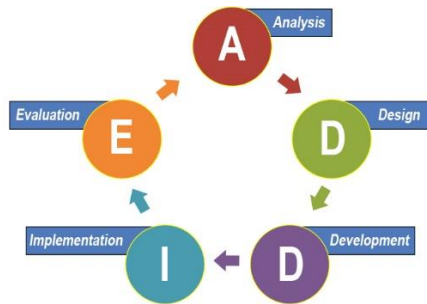 Analysis
A
Design
D
Development
D
Implementation
I
Evaluation
E